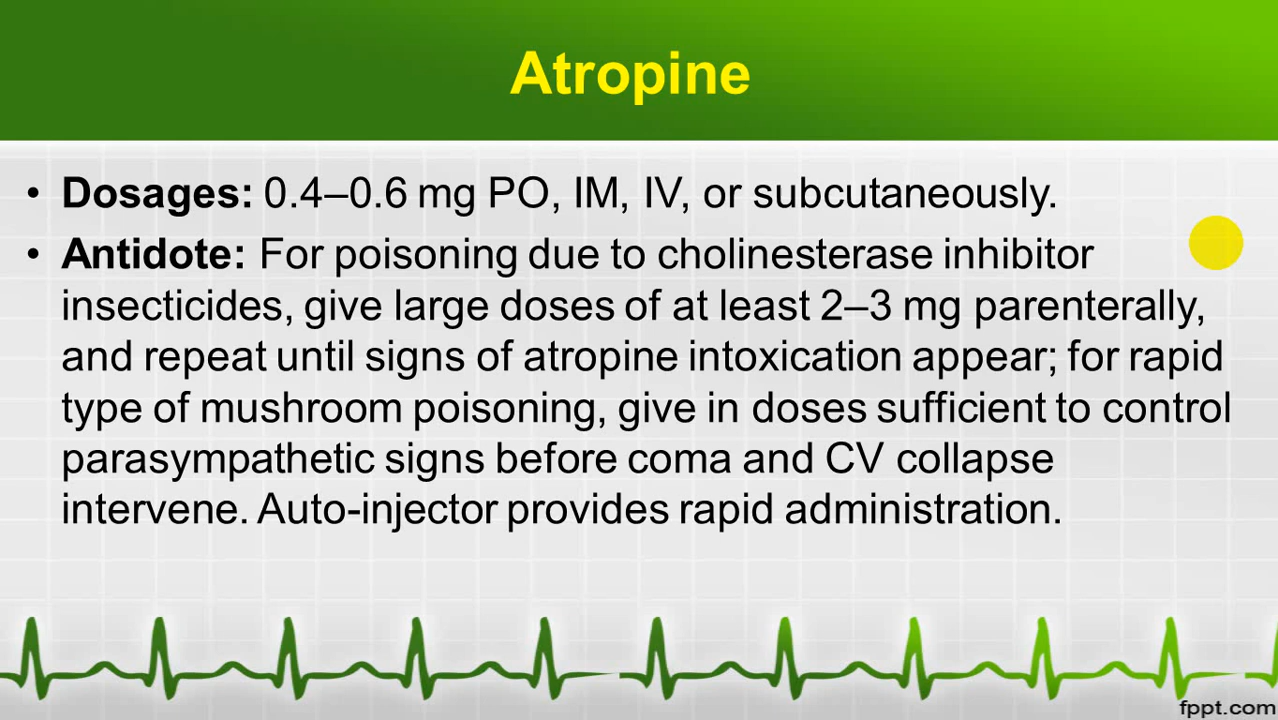 Atropine
• Dosages: 0.4–0.6 mg PO, IM, IV, or subcutaneously.
• Antidote: For poisoning due to cholinesterase inhibitor
insecticides, give large doses of at least 2–3 mg parenterally,
and repeat until signs of atropine intoxication appear; for rapid
type of mushroom poisoning, give in doses sufficient to control
parasympathetic signs before coma and CV collapse
intervene. Auto-injector provides rapid administration.
fppt.com